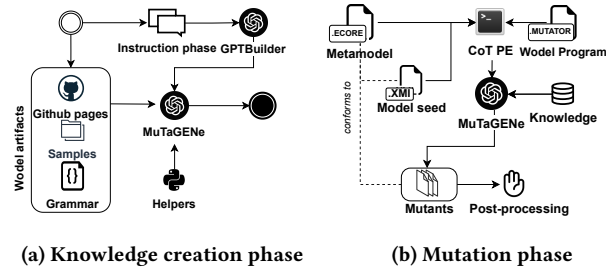 Instruction phase
GPTBuilder
Wodel artifacts
Github pages
Samples
{}
Grammar
MuTaGENe
Helpers
(a) Knowledge creation phase
.ECORE
Metamodel
>_
CoT PE
.MUTATOR
Wodel Program
conforms to
.XMI
Model seed
MuTaGENe
Knowledge
Mutants
Post-processing
(b) Mutation phase